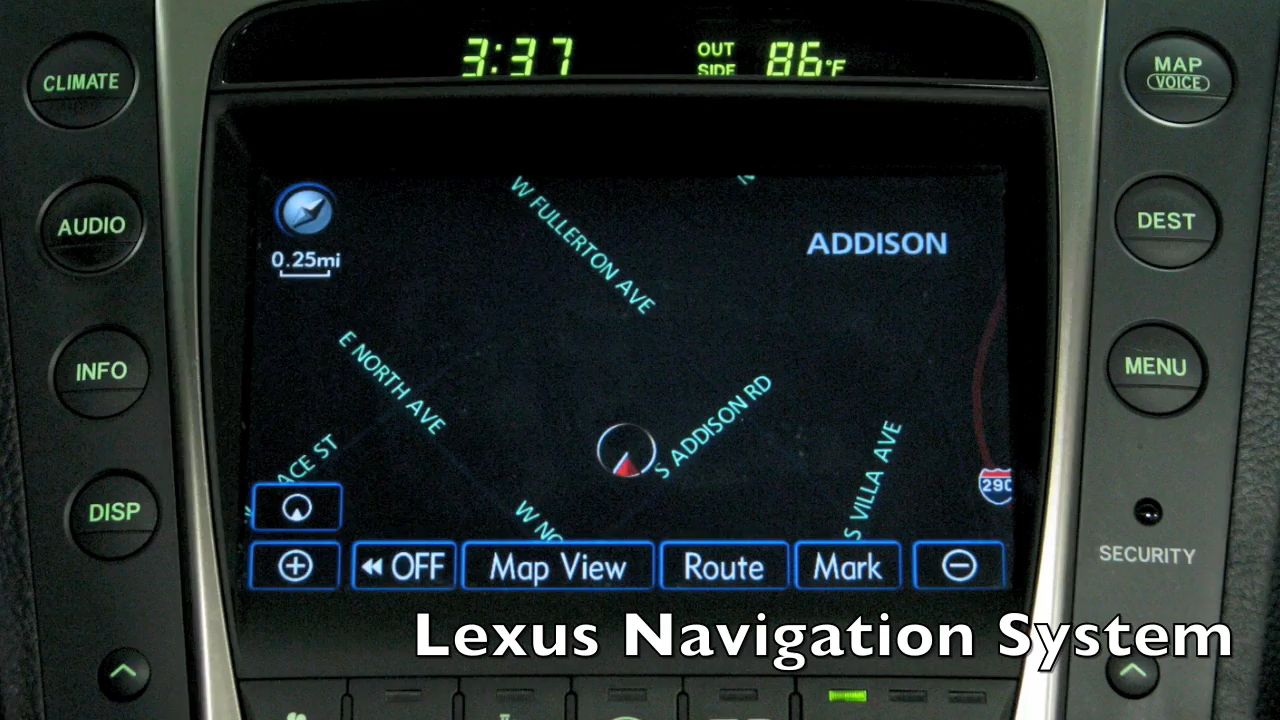 3:37
OUT SIDE 86°F
CLIMATE
MAP
VOICE
AUDIO
DEST
INFO
MENU
DISP
SECURITY
0.25mi
ADDISON
W FULLERTON AVE
E NORTH AVE
S ADDISON RD
S VILLA AVE
ST
290
OFF
Map View
Route
Mark
Lexus Navigation System